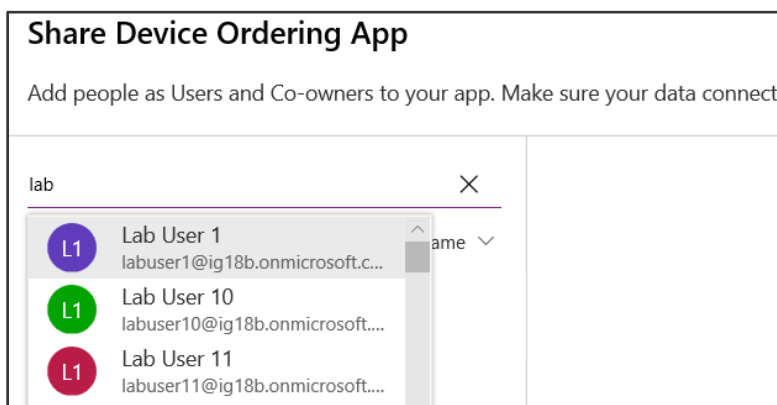 Share Device Ordering App
Add people as Users and Co-owners to your app. Make sure your data connect
lab
L1
Lab User 1
labuser1@ig18b.onmicrosoft.c...
ame
L1
Lab User 10
labuser10@ig18b.onmicrosoft....
L1
Lab User 11
labuser11@ig18b.onmicrosoft....